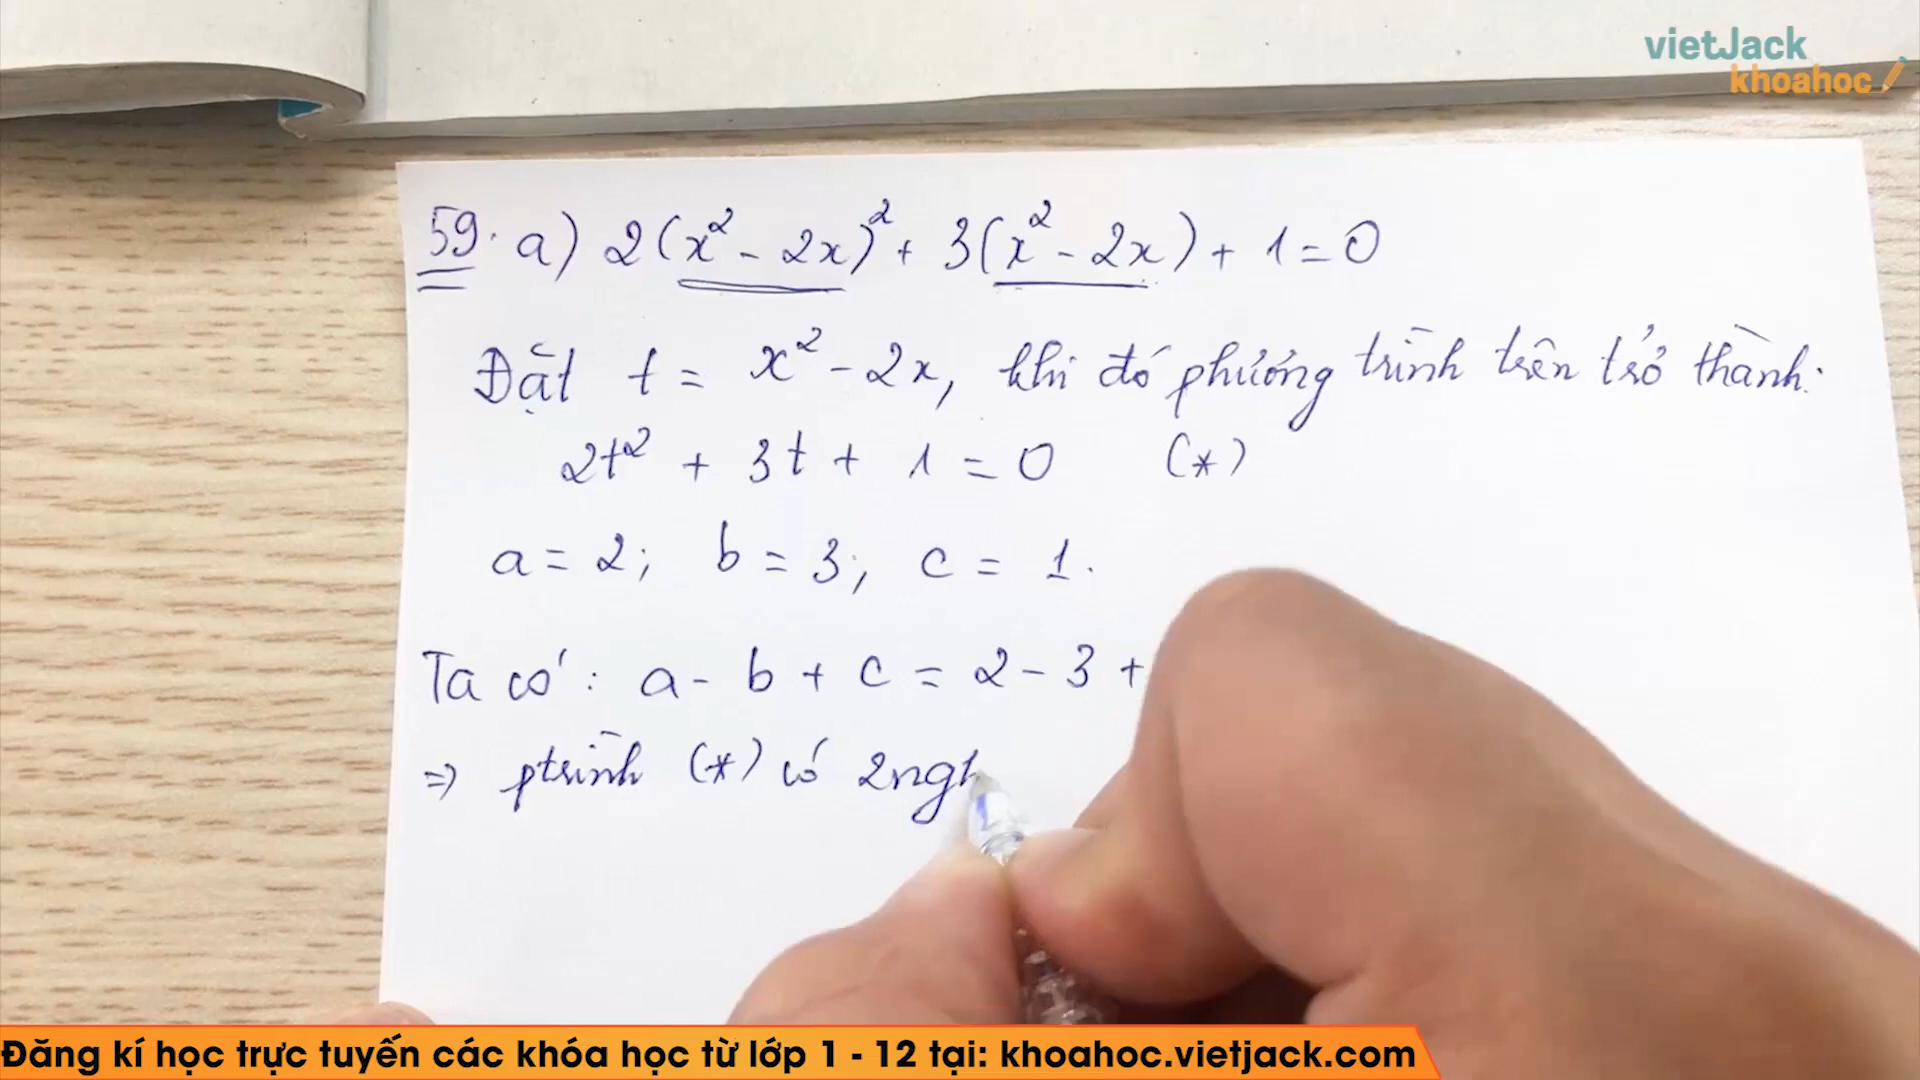 vietJack
khoahoc
59. a) 2(x² - 2x)² + 3(x² - 2x) + 1 = 0
Đặt t = x² - 2x, khi đó phương trình trên trở thành:
2t² + 3t + 1 = 0 (*)
a = 2; b = 3; c = 1.
Ta có: a - b + c = 2 - 3 +
=> ptrình (*) có 2 ngh
Đăng kí học trực tuyến các khóa học từ lớp 1 - 12 tại: khoahoc.vietjack.com